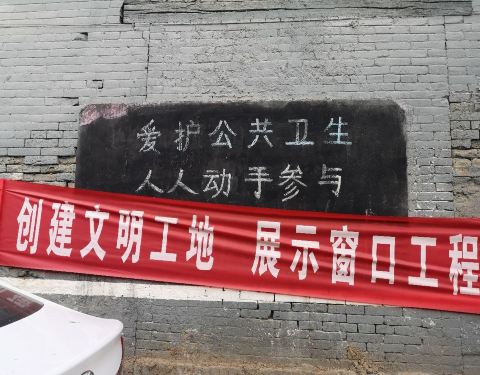 爱护公共卫生
人人动手参与
创建文明工地 展示窗口工程